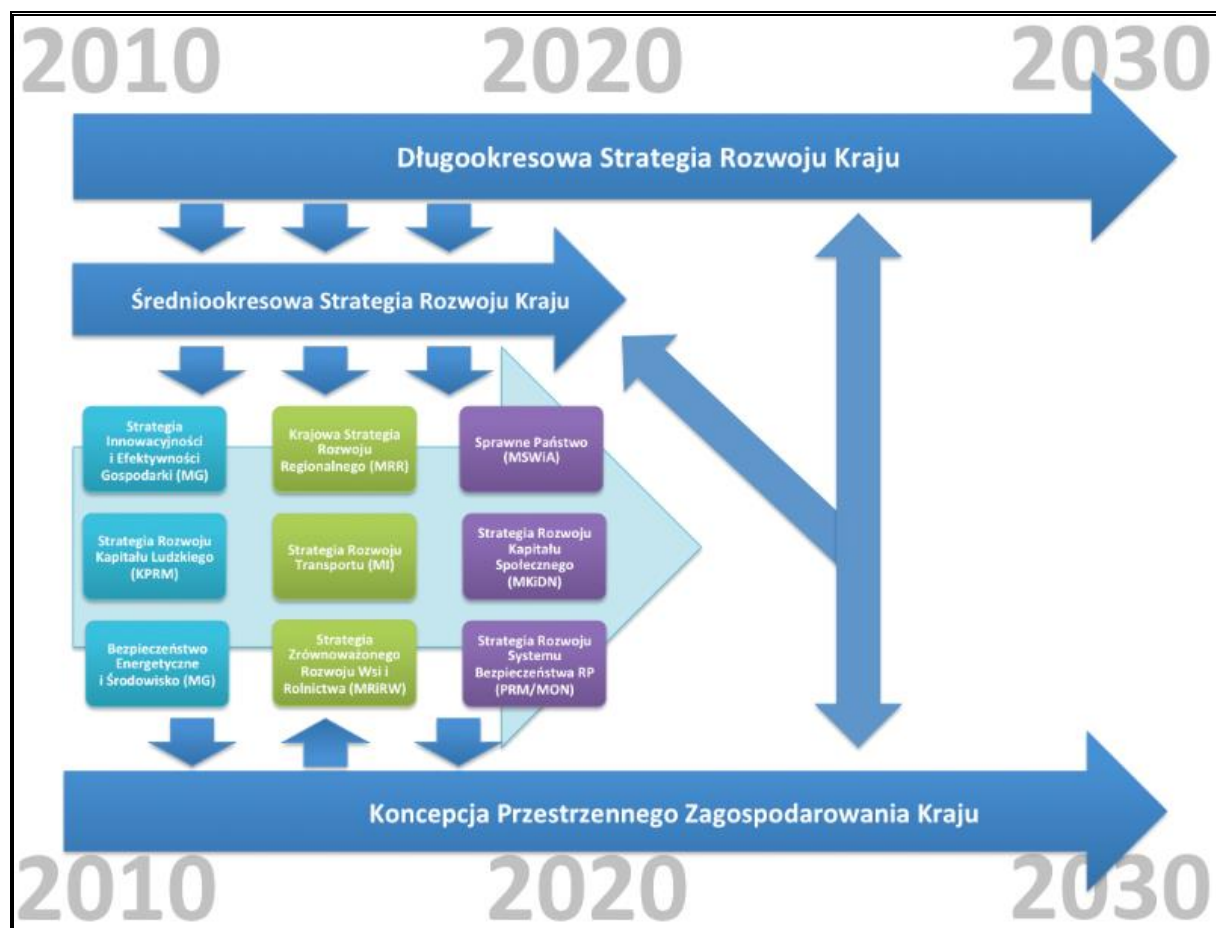 2010 2020 2030
Długookresowa Strategia Rozwoju Kraju
Średniookresowa Strategia Rozwoju Kraju
Strategia
Innowacyjności
i Efektywności
Gospodarki (MG)
Krajowa Strategia
Rozwoju
Regionalnego (MRR)
Sprawne Państwo
(MSWiA)
Strategia Rozwoju
Kapitału Ludzkiego
(KPRM)
Strategia Rozwoju
Transportu (MI)
Strategia Rozwoju
Kapitału
Społecznego
(MKiDN)
Bezpieczeństwo
Energetyczne
i Środowisko (MG)
Strategia
Zrównoważonego
Rozwoju Wsi i
Rolnictwa (MRiRW)
Strategia Rozwoju
Systemu
Bezpieczeństwa RP
(PRM/MON)
Koncepcja Przestrzennego Zagospodarowania Kraju
2010 2020 2030